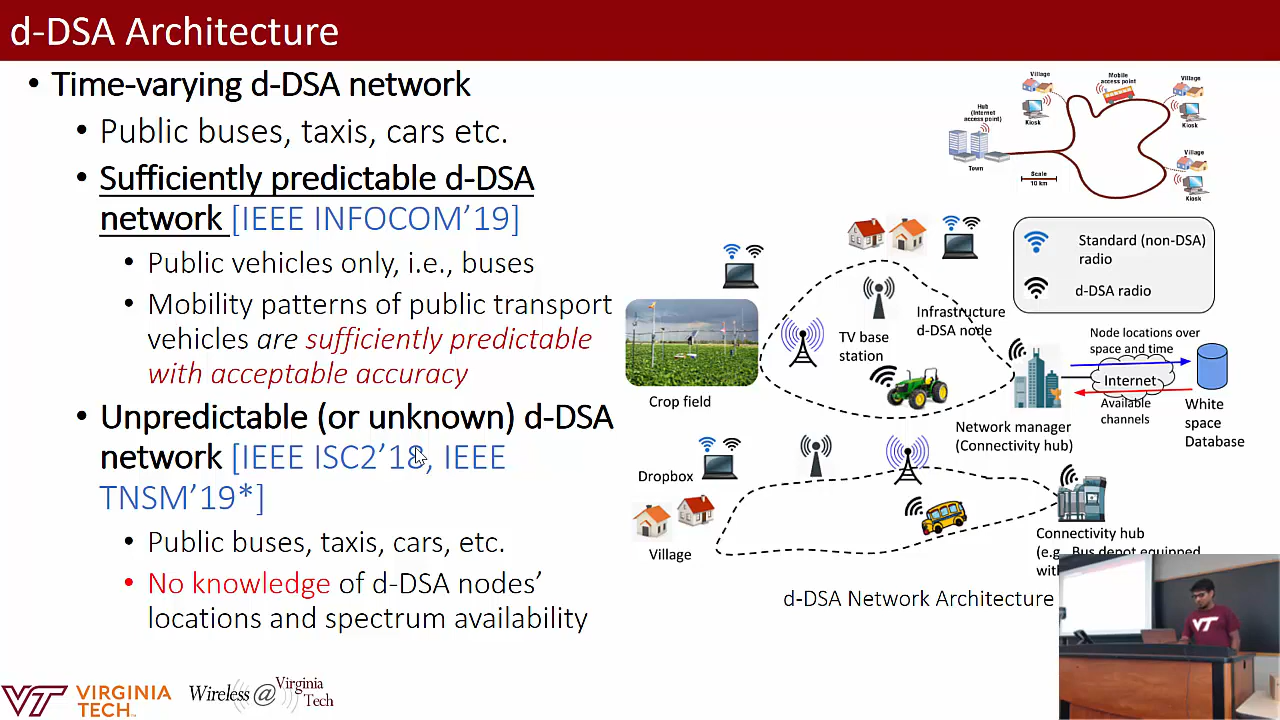 d-DSA Architecture
• Time-varying d-DSA network
• Public buses, taxis, cars etc.
• Sufficiently predictable d-DSA
network [IEEE INFOCOM’19]
• Public vehicles only, i.e., buses
• Mobility patterns of public transport
vehicles are sufficiently predictable
with acceptable accuracy
• Unpredictable (or unknown) d-DSA
network [IEEE ISC2’18, IEEE
TNSM’19*]
• Public buses, taxis, cars, etc.
• No knowledge of d-DSA nodes’
locations and spectrum availability
Village
Mobile
access point
Village
Hub
(Internet
access point)
Kiosk
Kiosk
Town
Scale
10 km
Village
Kiosk
Standard (non-DSA)
radio
d-DSA radio
Infrastructure
d-DSA node
TV base
station
Crop field
Node locations over
space and time
Internet
Available
channels
White
space
Database
Network manager
(Connectivity hub)
Dropbox
Village
Connectivity hub
(e.g., Bus depot equipped
with
d-DSA Network Architecture
VT
VT VIRGINIA
TECH
Wireless@Virginia
Tech